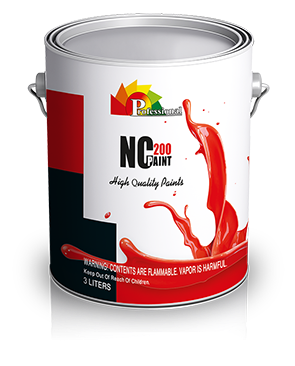 Professional
NC 200
PAINT
High Quality Paints
WARNING! CONTENTS ARE FLAMMABLE. VAPOR IS HARMFUL.
Keep Out Of Reach Of Children.
3 LITERS